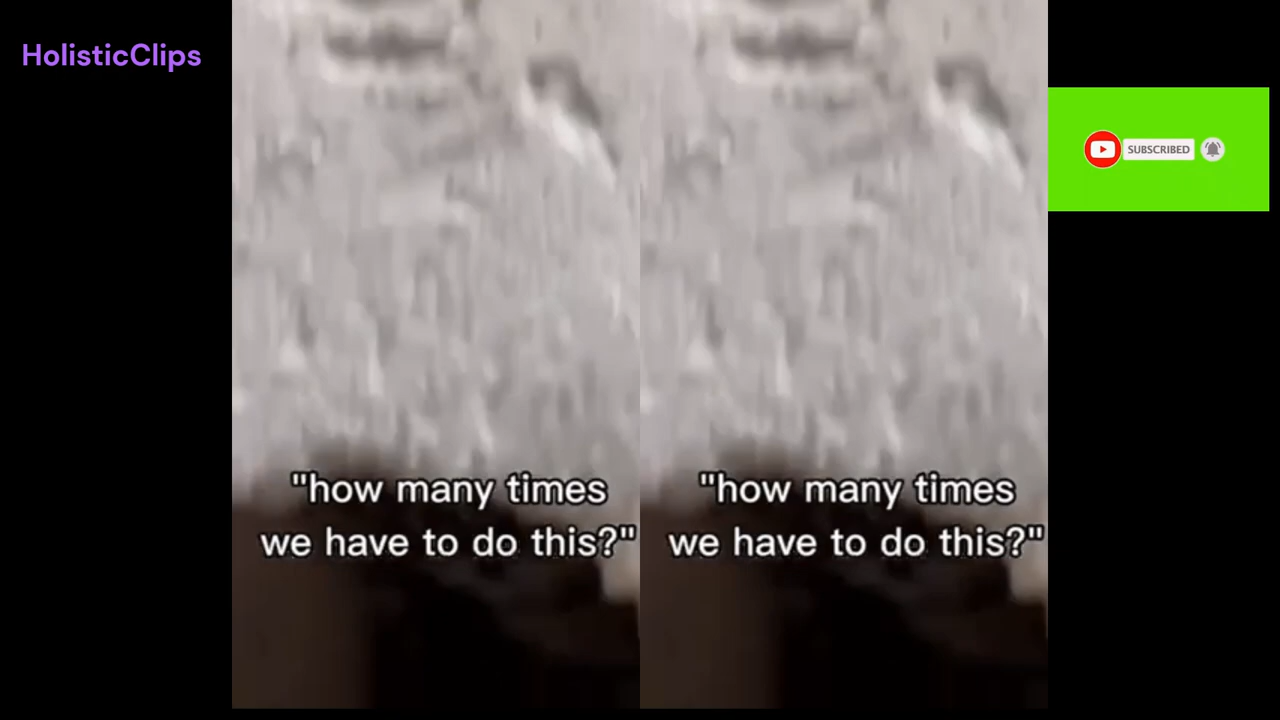 HolisticClips
SUBSCRIBED
"how many times
we have to do this?"
"how many times
we have to do this?"